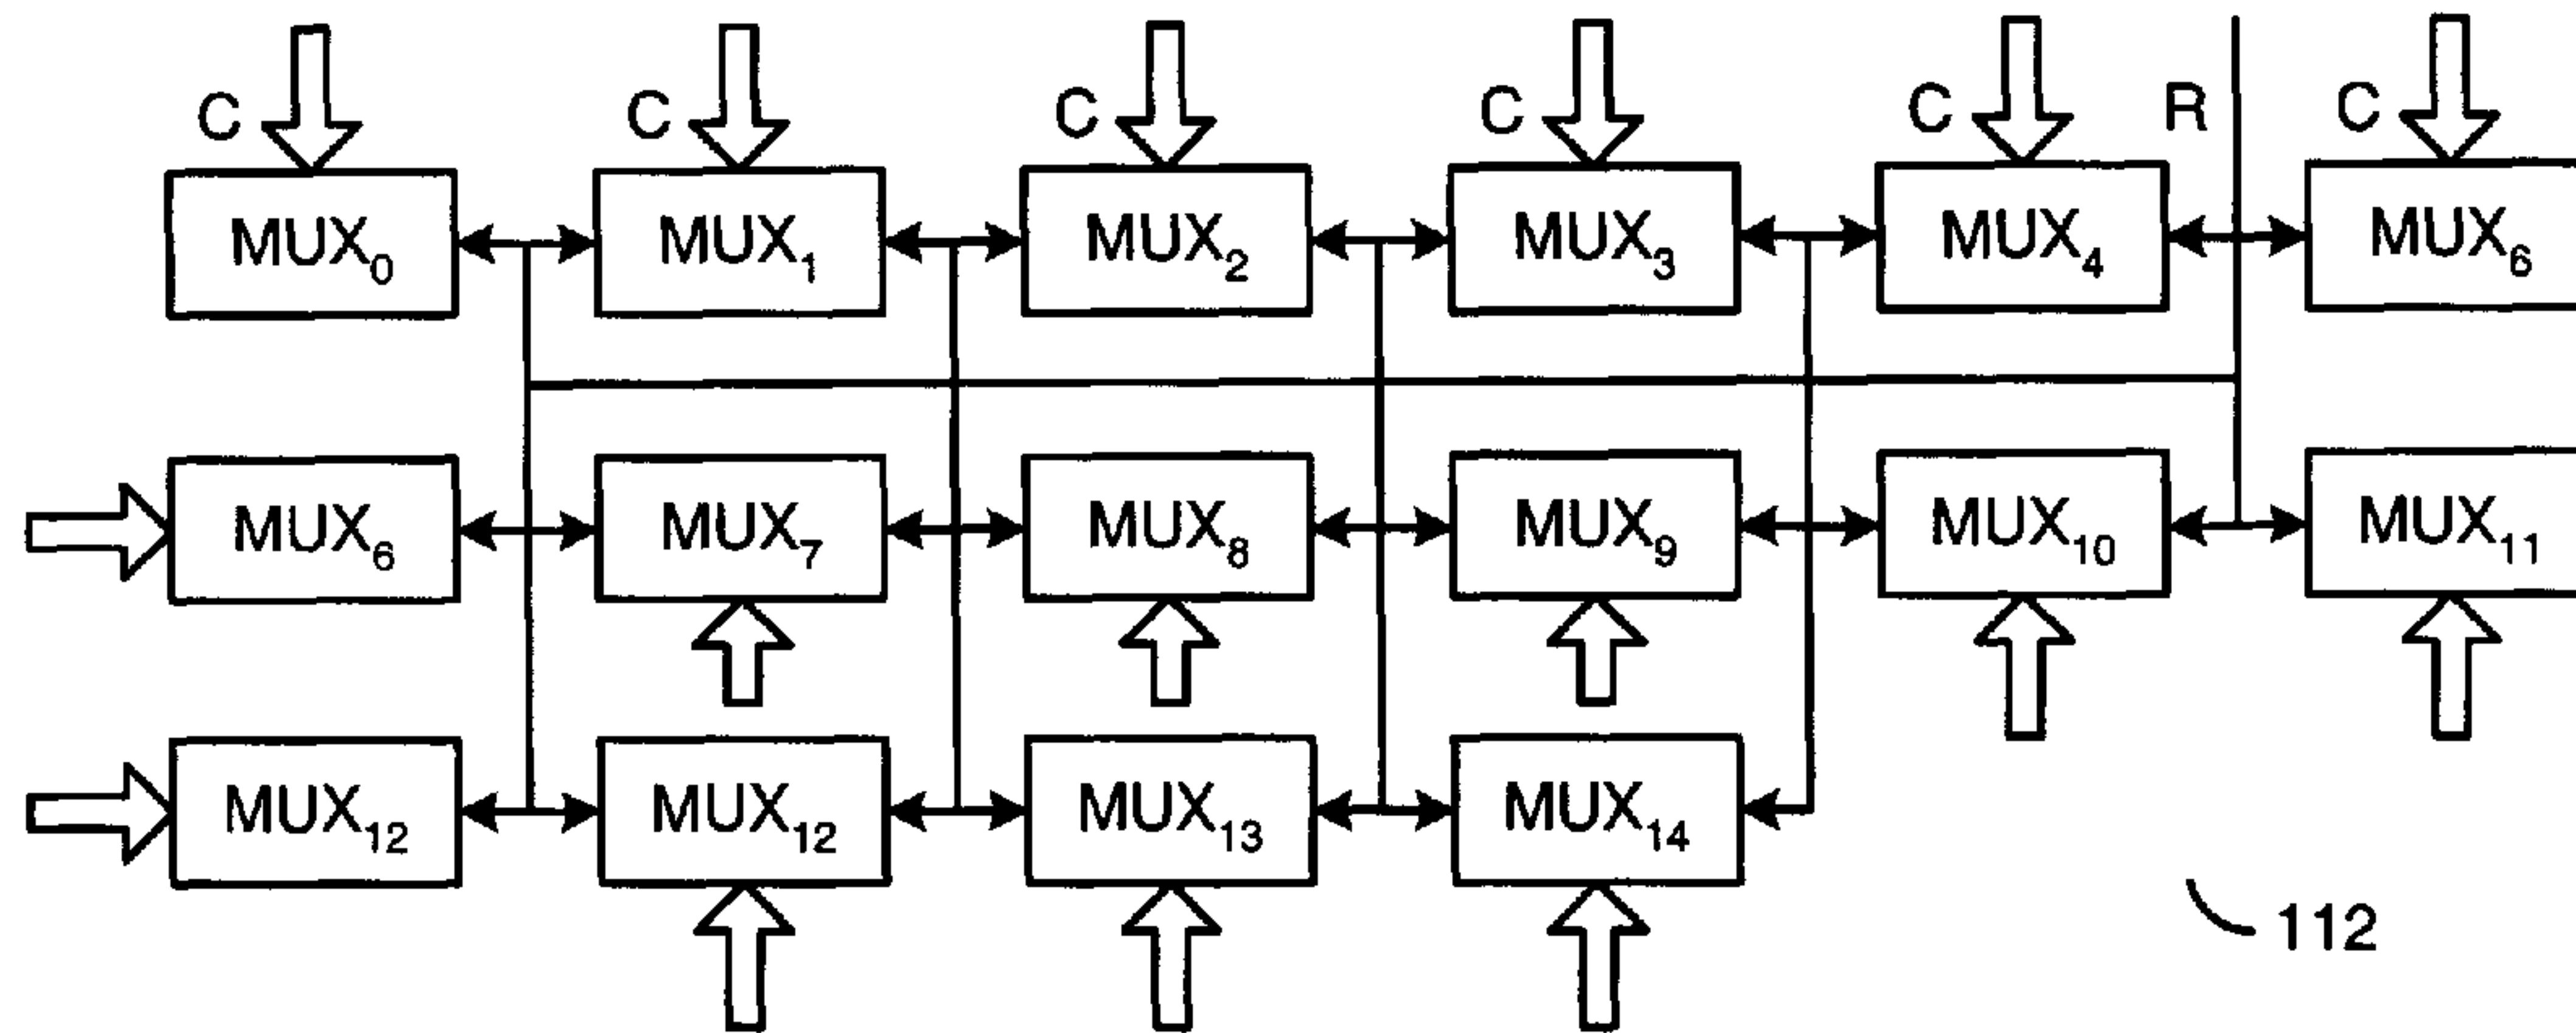 C C C C C R C
MUX₀ MUX₁ MUX₂ MUX₃ MUX₄ MUX₆
MUX₆ MUX₇ MUX₈ MUX₉ MUX₁₀ MUX₁₁
MUX₁₂ MUX₁₂ MUX₁₃ MUX₁₄
112